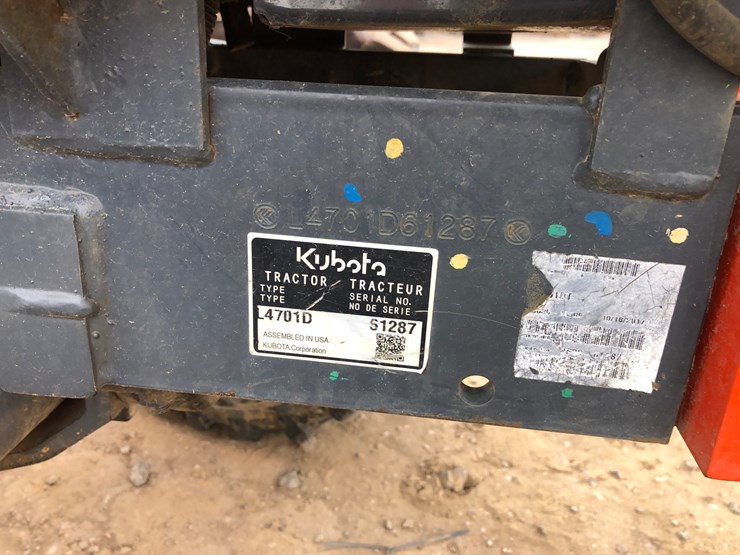 L4701D61287
Kubota
TRACTOR TRACTEUR
TYPE SERIAL NO.
TYPE NO DE SERIE
L4701D 61287
ASSEMBLED IN USA
KUBOTA Corporation